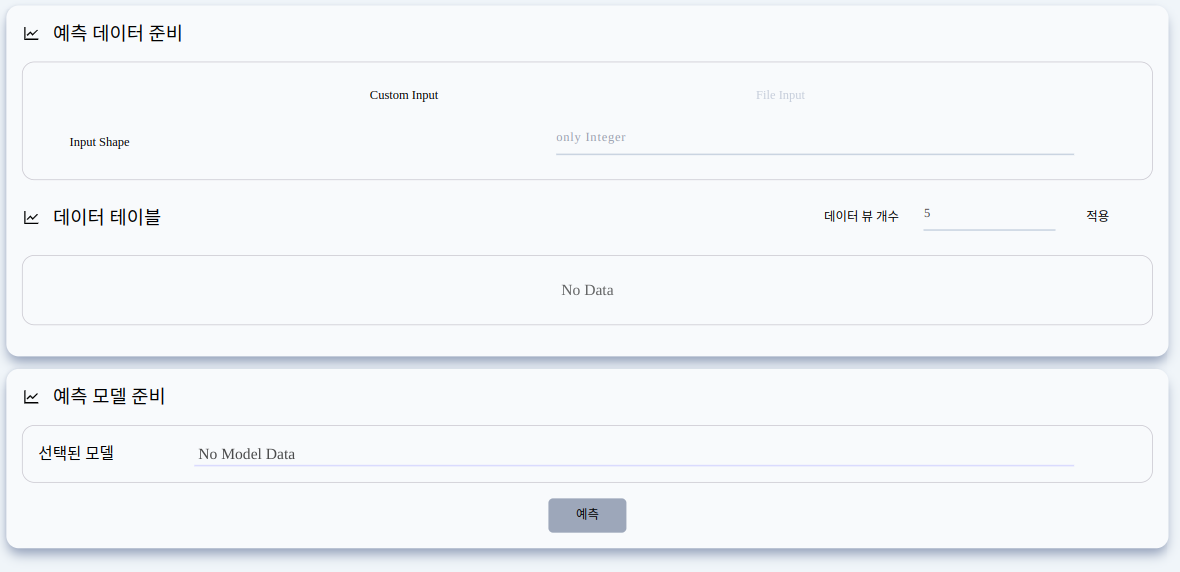 예측 데이터 준비
Custom Input File Input
Input Shape only Integer
데이터 테이블 데이터 뷰 개수 5 적용
No Data
예측 모델 준비
선택된 모델 No Model Data
예측